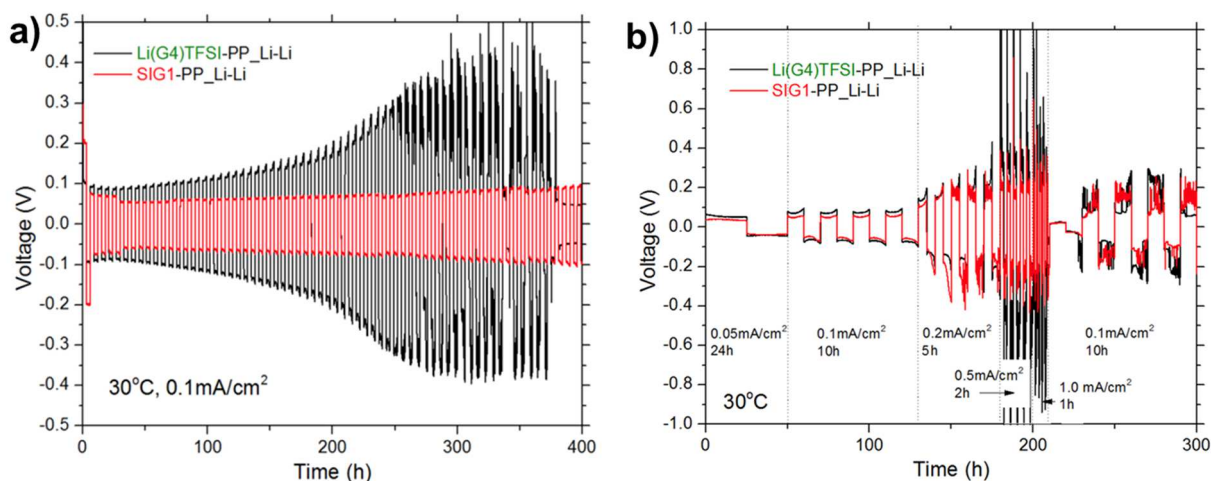 a)
Li(G4)TFSI-PP_Li-Li
SIG1-PP_Li-Li
0.5
0.4
0.3
0.2
0.1
0.0
-0.1
-0.2
-0.3
-0.4
-0.5
Voltage (V)
30°C, 0.1mA/cm²
0 100 200 300 400
Time (h)
b)
Li(G4)TFSI-PP_Li-Li
SIG1-PP_Li-Li
1.0
0.8
0.6
0.4
0.2
0.0
-0.2
-0.4
-0.6
-0.8
-1.0
Voltage (V)
0.05mA/cm²
24h
0.1mA/cm²
10h
0.2mA/cm²
5h
0.5mA/cm²
2h
1.0 mA/cm²
1h
0.1mA/cm²
10h
30°C
0 100 200 300
Time (h)